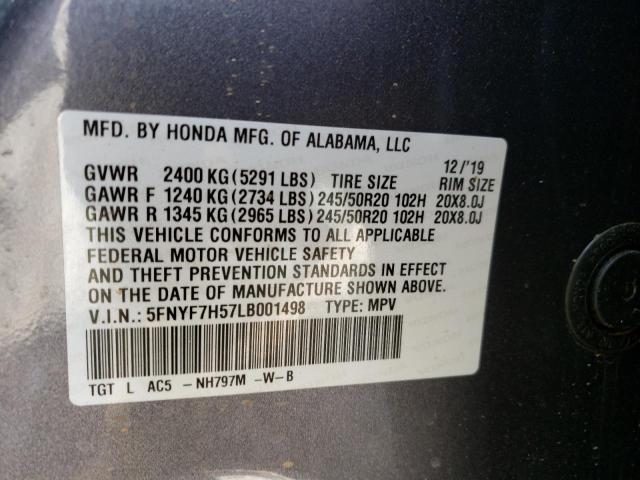 MFD. BY HONDA MFG. OF ALABAMA, LLC
12/'19
GVWR 2400 KG(5291 LBS) TIRE SIZE RIM SIZE
GAWR F 1240 KG(2734 LBS)245/50R20 102H 20X8.0J
GAWR R 1345 KG(2965 LBS)245/50R20 102H 20X8.0J
THIS VEHICLE CONFORMS TO ALL APPLICABLE
FEDERAL MOTOR VEHICLE SAFETY
AND THEFT PREVENTION STANDARDS IN EFFECT
ON THE DATE OF MANUFACTURE SHOWN ABOVE.
V.I.N.: 5FNYF7H57LB001498 TYPE: MPV
TGT L AC5 -NH797M -W-B